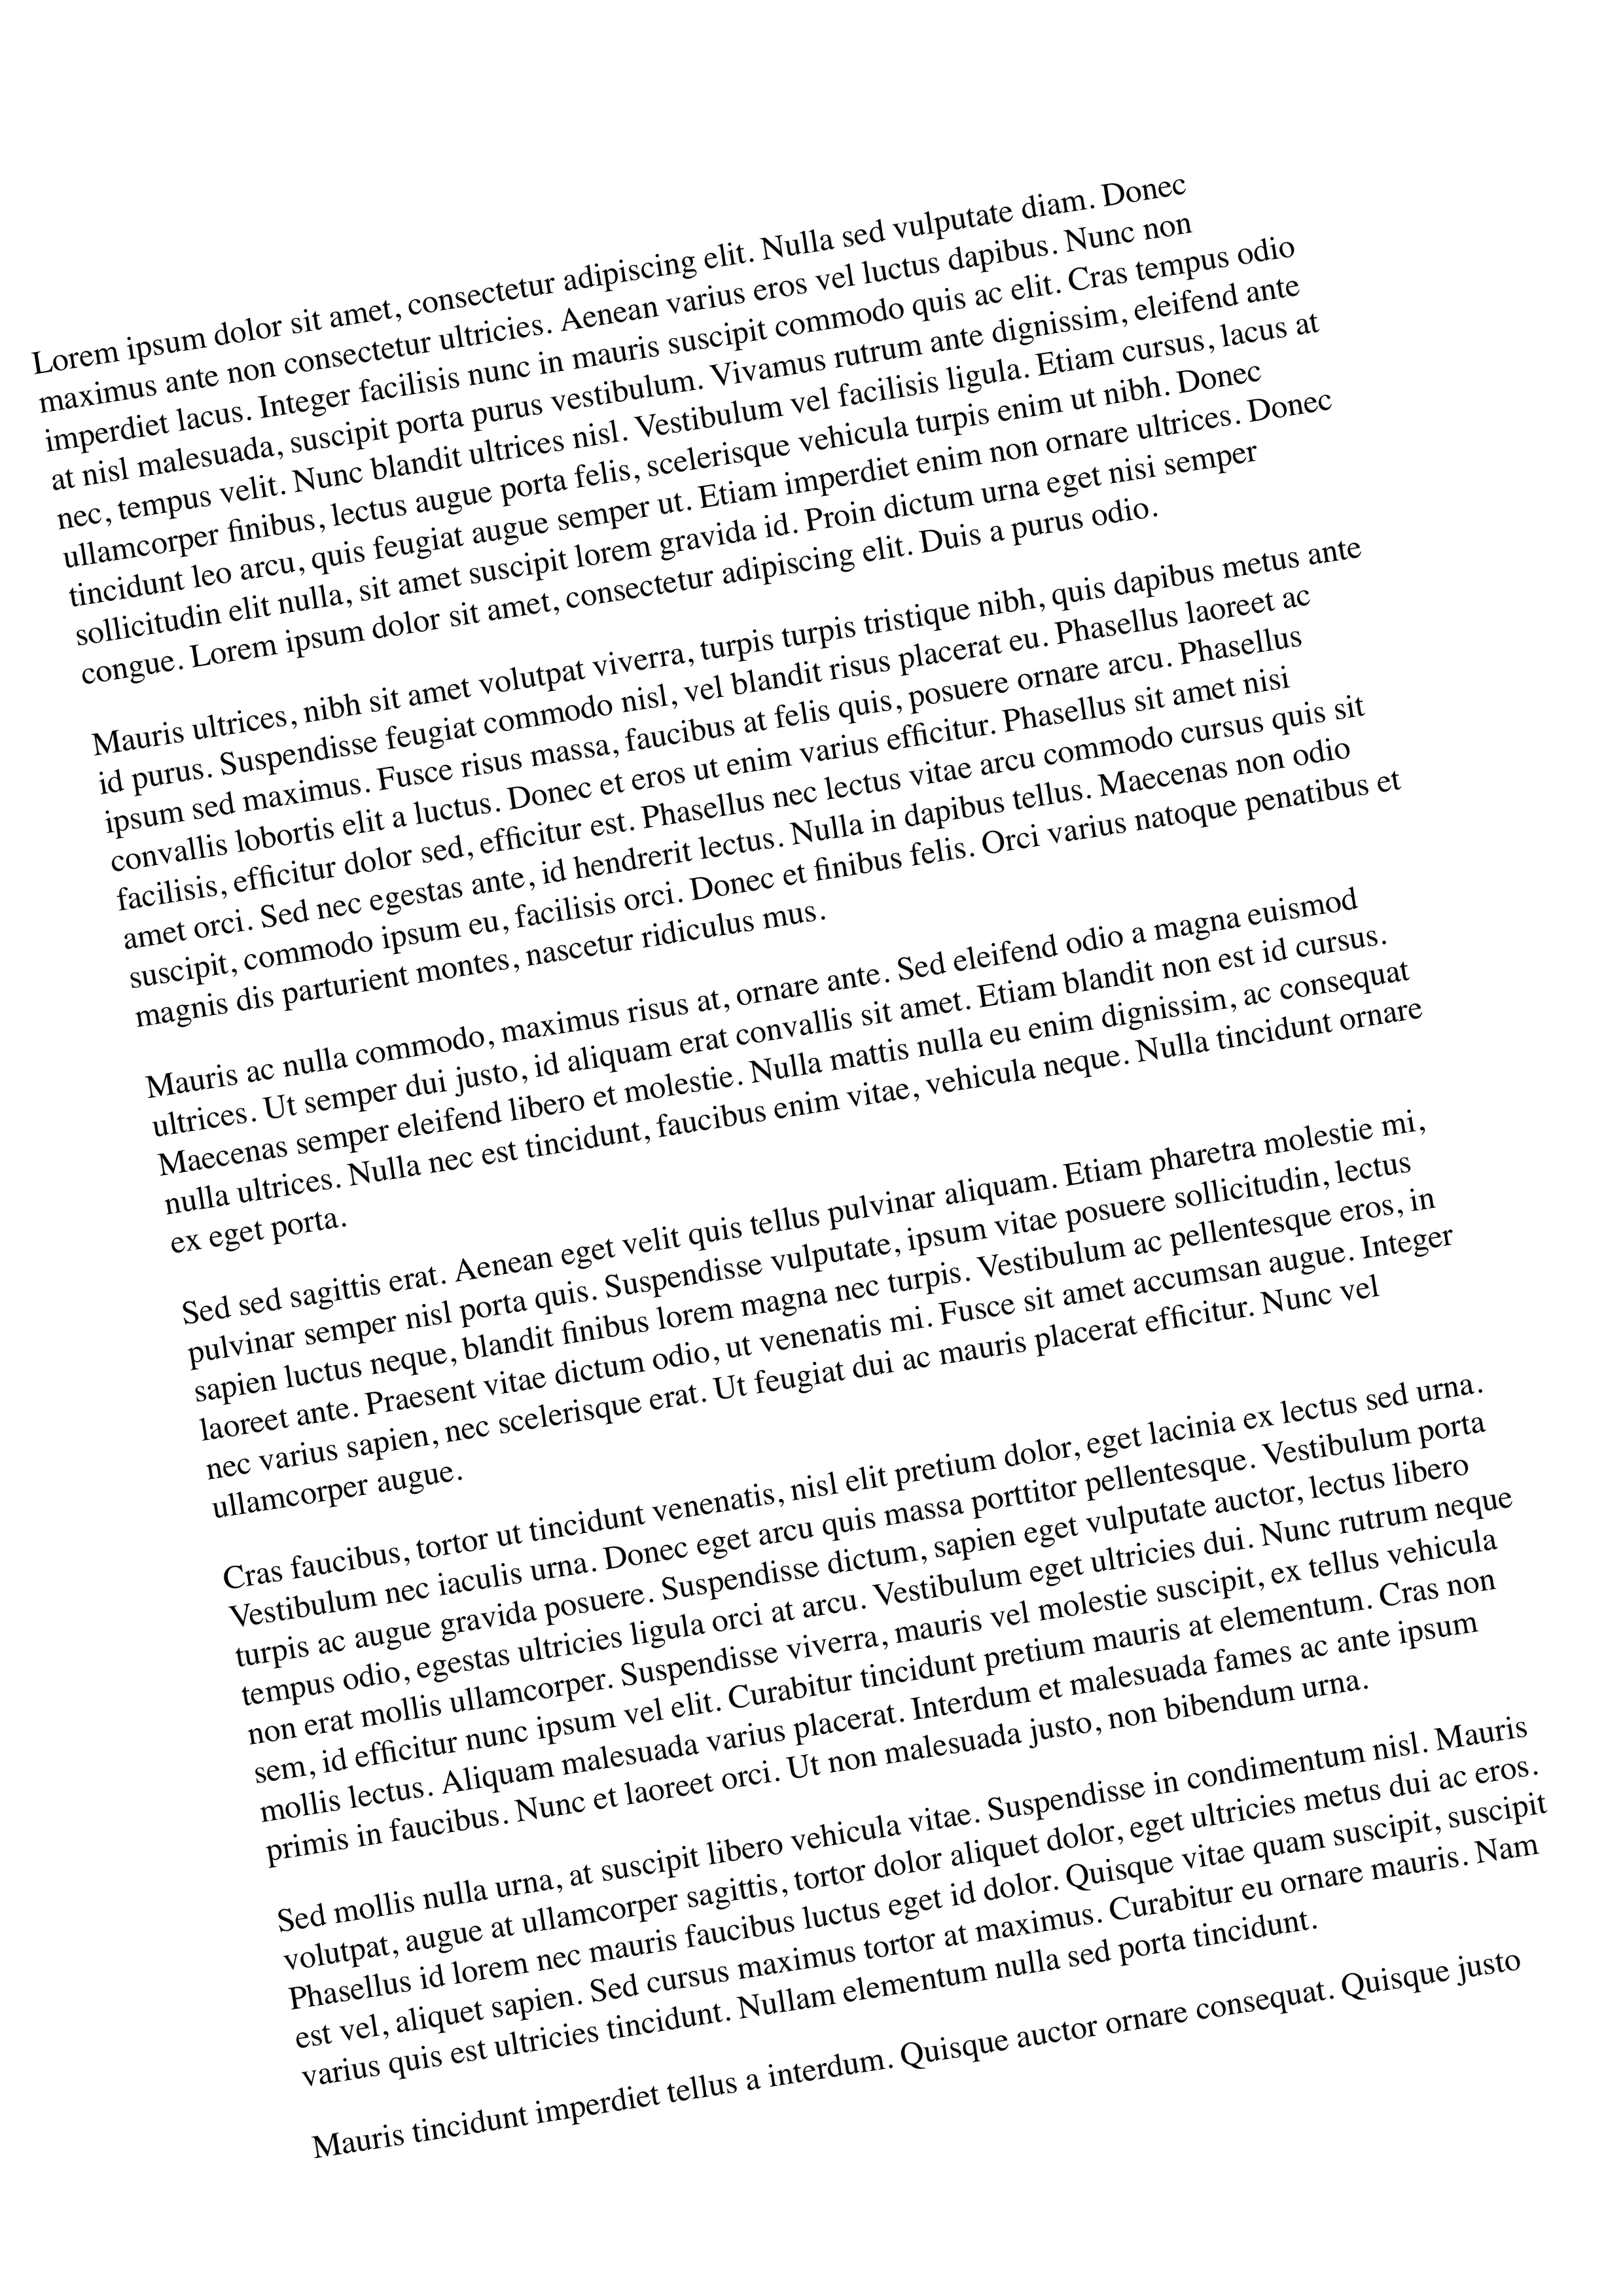 Lorem ipsum dolor sit amet, consectetur adipiscing elit. Nulla sed vulputate diam. Donec
maximus ante non consectetur ultricies. Aenean varius eros vel luctus dapibus. Nunc non
imperdiet lacus. Integer facilisis nunc in mauris suscipit commodo quis ac elit. Cras tempus odio
at nisl malesuada, suscipit porta purus vestibulum. Vivamus rutrum ante dignissim, eleifend ante
nec, tempus velit. Nunc blandit ultrices nisl. Vestibulum vel facilisis ligula. Etiam cursus, lacus at
ullamcorper finibus, lectus augue porta felis, scelerisque vehicula turpis enim ut nibh. Donec
tincidunt leo arcu, quis feugiat augue semper ut. Etiam imperdiet enim non ornare ultrices. Donec
sollicitudin elit nulla, sit amet suscipit lorem gravida id. Proin dictum urna eget nisi semper
congue. Lorem ipsum dolor sit amet, consectetur adipiscing elit. Duis a purus odio.
Mauris ultrices, nibh sit amet volutpat viverra, turpis turpis tristique nibh, quis dapibus metus ante
id purus. Suspendisse feugiat commodo nisl, vel blandit risus placerat eu. Phasellus laoreet ac
ipsum sed maximus. Fusce risus massa, faucibus at felis quis, posuere ornare arcu. Phasellus
convallis lobortis elit a luctus. Donec et eros ut enim varius efficitur. Phasellus sit amet nisi
facilisis, efficitur dolor sed, efficitur est. Phasellus nec lectus vitae arcu commodo cursus quis sit
amet orci. Sed nec egestas ante, id hendrerit lectus. Nulla in dapibus tellus. Maecenas non odio
suscipit, commodo ipsum eu, facilisis orci. Donec et finibus felis. Orci varius natoque penatibus et
magnis dis parturient montes, nascetur ridiculus mus.
Mauris ac nulla commodo, maximus risus at, ornare ante. Sed eleifend odio a magna euismod
ultrices. Ut semper dui justo, id aliquam erat convallis sit amet. Etiam blandit non est id cursus.
Maecenas semper eleifend libero et molestie. Nulla mattis nulla eu enim dignissim, ac consequat
nulla ultrices. Nulla nec est tincidunt, faucibus enim vitae, vehicula neque. Nulla tincidunt ornare
ex eget porta.
Sed sed sagittis erat. Aenean eget velit quis tellus pulvinar aliquam. Etiam pharetra molestie mi,
pulvinar semper nisl porta quis. Suspendisse vulputate, ipsum vitae posuere sollicitudin, lectus
sapien luctus neque, blandit finibus lorem magna nec turpis. Vestibulum ac pellentesque eros, in
laoreet ante. Praesent vitae dictum odio, ut venenatis mi. Fusce sit amet accumsan augue. Integer
nec varius sapien, nec scelerisque erat. Ut feugiat dui ac mauris placerat efficitur. Nunc vel
ullamcorper augue.
Cras faucibus, tortor ut tincidunt venenatis, nisl elit pretium dolor, eget lacinia ex lectus sed urna.
Vestibulum nec iaculis urna. Donec eget arcu quis massa porttitor pellentesque. Vestibulum porta
turpis ac augue gravida posuere. Suspendisse dictum, sapien eget vulputate auctor, lectus libero
tempus odio, egestas ultricies ligula orci at arcu. Vestibulum eget ultricies dui. Nunc rutrum neque
non erat mollis ullamcorper. Suspendisse viverra, mauris vel molestie suscipit, ex tellus vehicula
sem, id efficitur nunc ipsum vel elit. Curabitur tincidunt pretium mauris at elementum. Cras non
mollis lectus. Aliquam malesuada varius placerat. Interdum et malesuada fames ac ante ipsum
primis in faucibus. Nunc et laoreet orci. Ut non malesuada justo, non bibendum urna.
Sed mollis nulla urna, at suscipit libero vehicula vitae. Suspendisse in condimentum nisl. Mauris
volutpat, augue at ullamcorper sagittis, tortor dolor aliquet dolor, eget ultricies metus dui ac eros.
Phasellus id lorem nec mauris faucibus luctus eget id dolor. Quisque vitae quam suscipit, suscipit
est vel, aliquet sapien. Sed cursus maximus tortor at maximus. Curabitur eu ornare mauris. Nam
varius quis est ultricies tincidunt. Nullam elementum nulla sed porta tincidunt.
Mauris tincidunt imperdiet tellus a interdum. Quisque auctor ornare consequat. Quisque justo